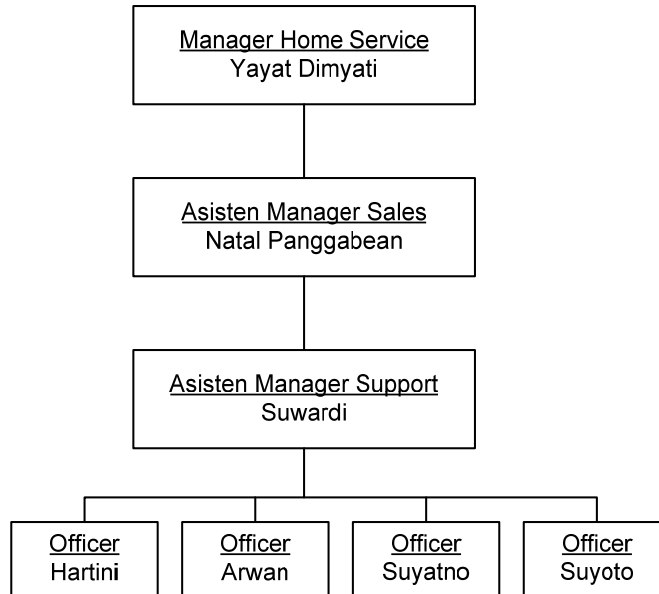 Manager Home Service
Yayat Dimyati
Asisten Manager Sales
Natal Panggabean
Asisten Manager Support
Suwardi
Officer
Hartini
Officer
Arwan
Officer
Suyatno
Officer
Suyoto